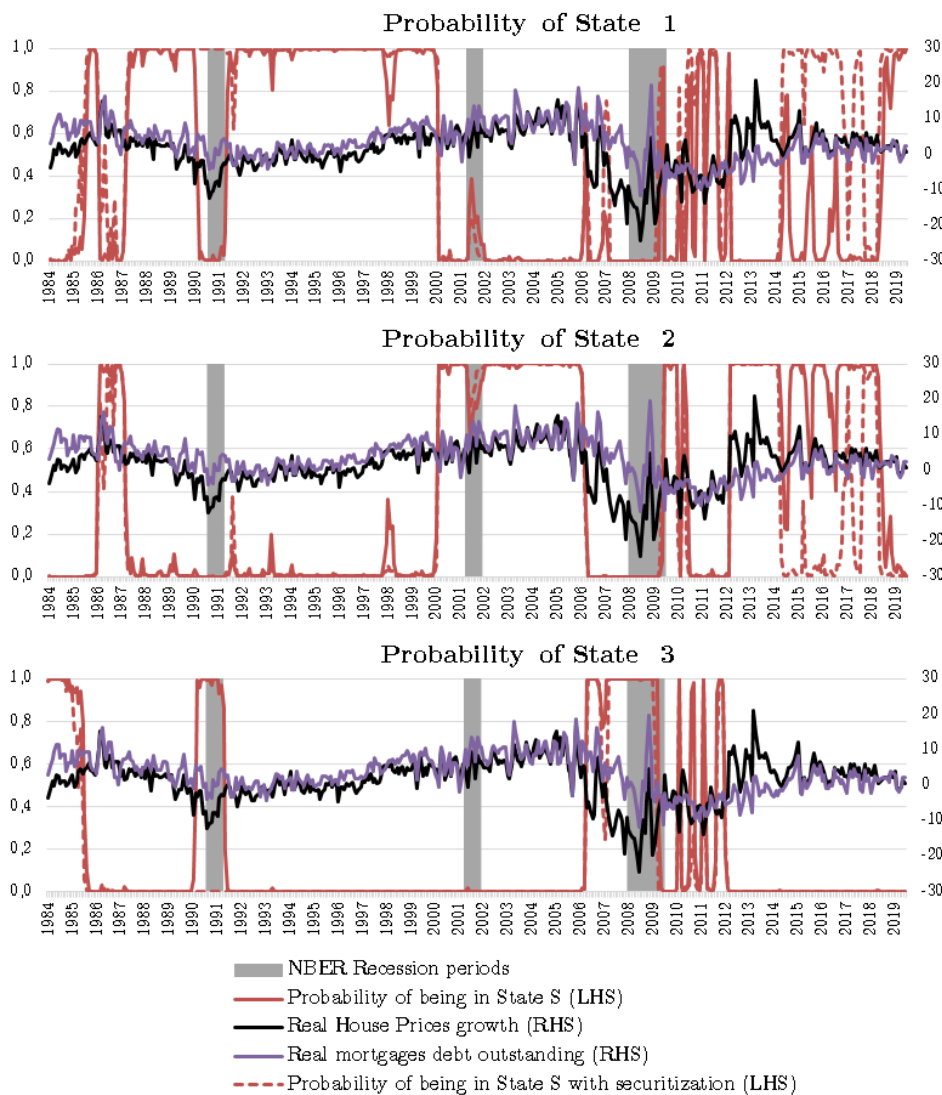 Probability of State 1
1,0 30
0,8 20
0,6 10
0,4 0
-10
0,2 -20
0,0 -30
1984 1985 1986 1987 1988 1989 1990 1991 1992 1993 1994 1995 1996 1997 1998 1999 2000 2001 2002 2003 2004 2005 2006 2007 2008 2009 2010 2011 2012 2013 2014 2015 2016 2017 2018 2019
Probability of State 2
1,0 30
0,8 20
0,6 10
0,4 0
-10
0,2 -20
0,0 -30
1984 1985 1986 1987 1988 1989 1990 1991 1992 1993 1994 1995 1996 1997 1998 1999 2000 2001 2002 2003 2004 2005 2006 2007 2008 2009 2010 2011 2012 2013 2014 2015 2016 2017 2018 2019
Probability of State 3
1,0 30
0,8 20
0,6 10
0,4 0
-10
0,2 -20
0,0 -30
1984 1985 1986 1987 1988 1989 1990 1991 1992 1993 1994 1995 1996 1997 1998 1999 2000 2001 2002 2003 2004 2005 2006 2007 2008 2009 2010 2011 2012 2013 2014 2015 2016 2017 2018 2019
NBER Recession periods
Probability of being in State S (LHS)
Real House Prices growth (RHS)
Real mortgages debt outstanding (RHS)
Probability of being in State S with securitization (LHS)